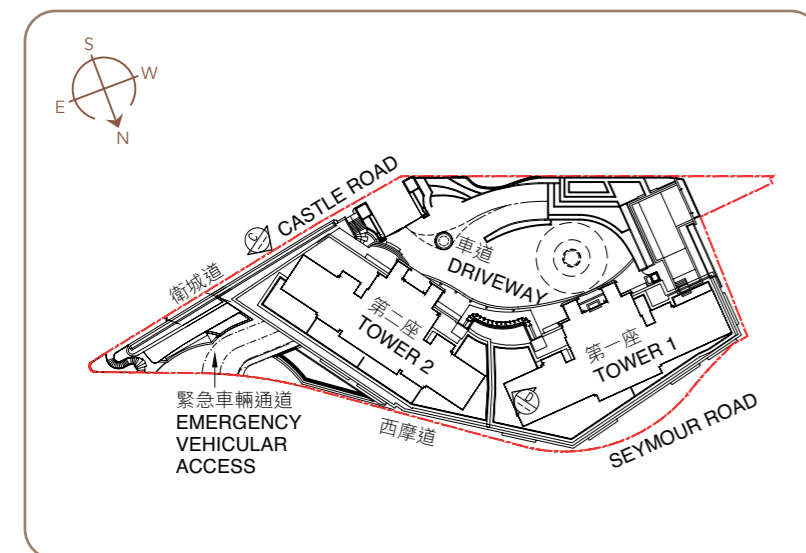 S
W
E
N
CASTLE ROAD
衛城道
車道
DRIVEWAY
第二座
TOWER 2
第一座
TOWER 1
緊急車輛通道
EMERGENCY
VEHICULAR
ACCESS
西摩道
SEYMOUR ROAD